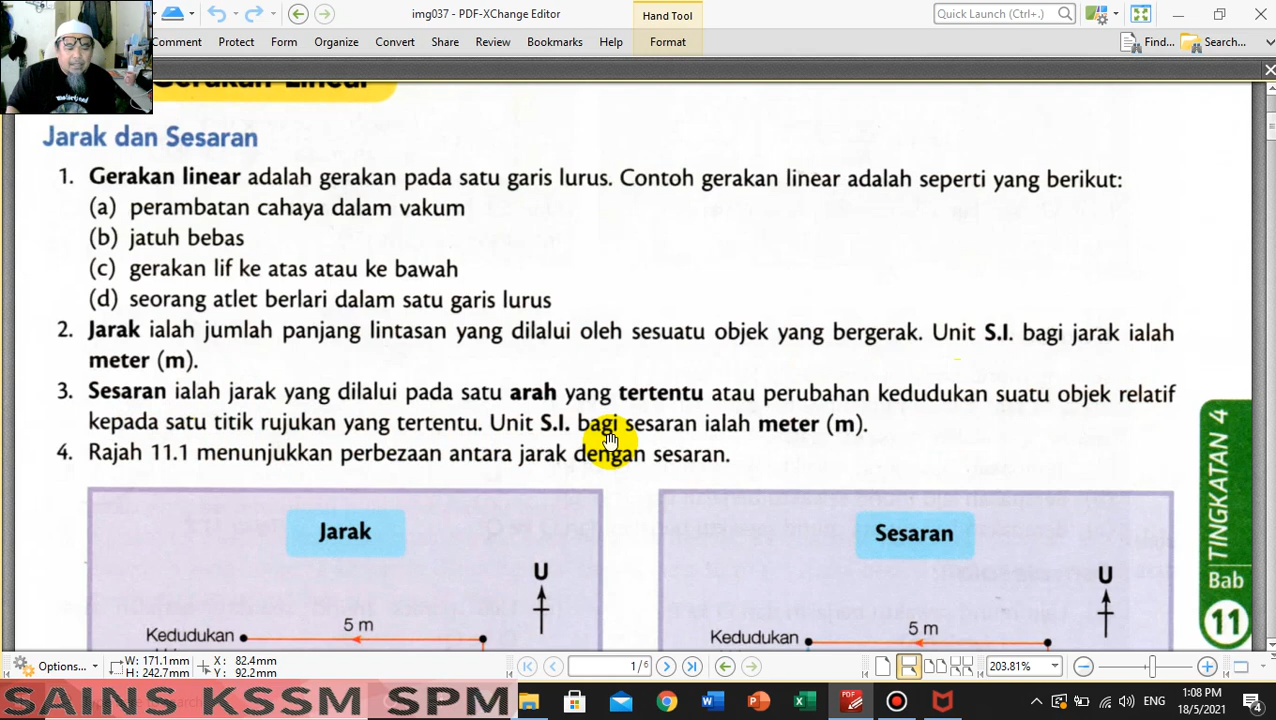 img037 - PDF-XChange Editor
Hand Tool
Quick Launch (Ctrl+.)
Comment Protect Form Organize Convert Share Review Bookmarks Help Format
Find... Search...
Gerakan Linear
Jarak dan Sesaran
1. Gerakan linear adalah gerakan pada satu garis lurus. Contoh gerakan linear adalah seperti yang berikut:
(a) perambatan cahaya dalam vakum
(b) jatuh bebas
(c) gerakan lif ke atas atau ke bawah
(d) seorang atlet berlari dalam satu garis lurus
2. Jarak ialah jumlah panjang lintasan yang dilalui oleh sesuatu objek yang bergerak. Unit S.I. bagi jarak ialah
meter (m).
3. Sesaran ialah jarak yang dilalui pada satu arah yang tertentu atau perubahan kedudukan suatu objek relatif
kepada satu titik rujukan yang tertentu. Unit S.I. bagi sesaran ialah meter (m).
4. Rajah 11.1 menunjukkan perbezaan antara jarak dengan sesaran.
Jarak
Sesaran
U
U
5 m
5 m
Kedudukan
Kedudukan
TINGKATAN 4
Bab
11
Options...
W: 171.1mm
H: 242.7mm
X: 82.4mm
Y: 92.2mm
1/6
203.81%
SAINS KSSM SPM
ENG
1:08 PM
18/5/2021
4